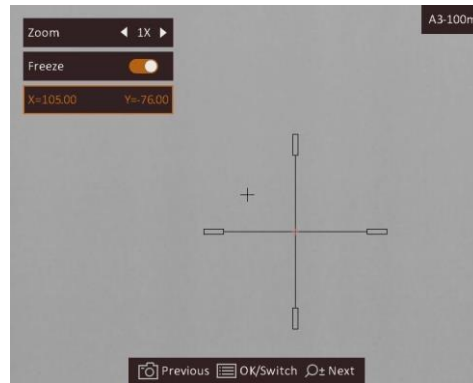 Zoom 1X
A3-100m
Freeze
X=105.00 Y=-76.00
Previous OK/Switch Next